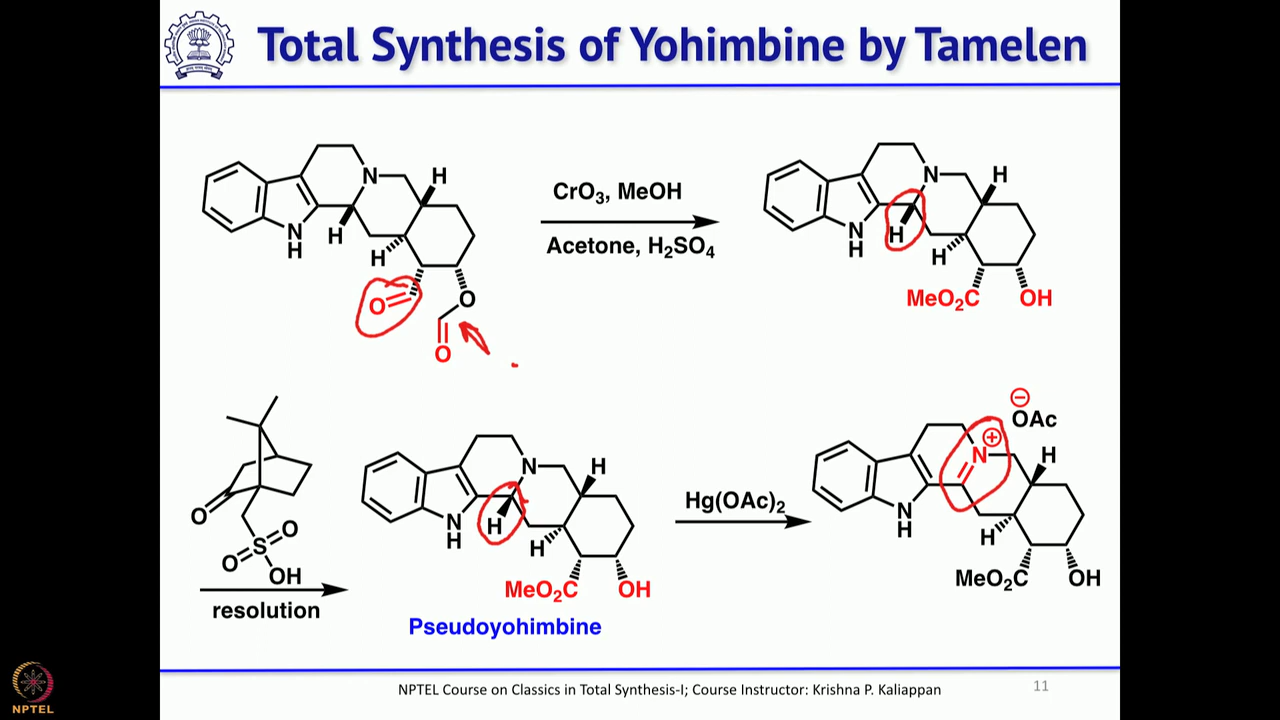 Total Synthesis of Yohimbine by Tamelen
N
H
N
H
H
H
O
O
O
CrO₃, MeOH
Acetone, H₂SO₄
N
H
N
H
H
H
MeO₂C
OH
O
O
S
O
OH
resolution
N
H
N
H
H
H
MeO₂C
OH
Pseudoyohimbine
Hg(OAc)₂
⊖
OAc
⊕
N
H
N
H
H
MeO₂C
OH
NPTEL Course on Classics in Total Synthesis-I; Course Instructor: Krishna P. Kaliappan
11
NPTEL